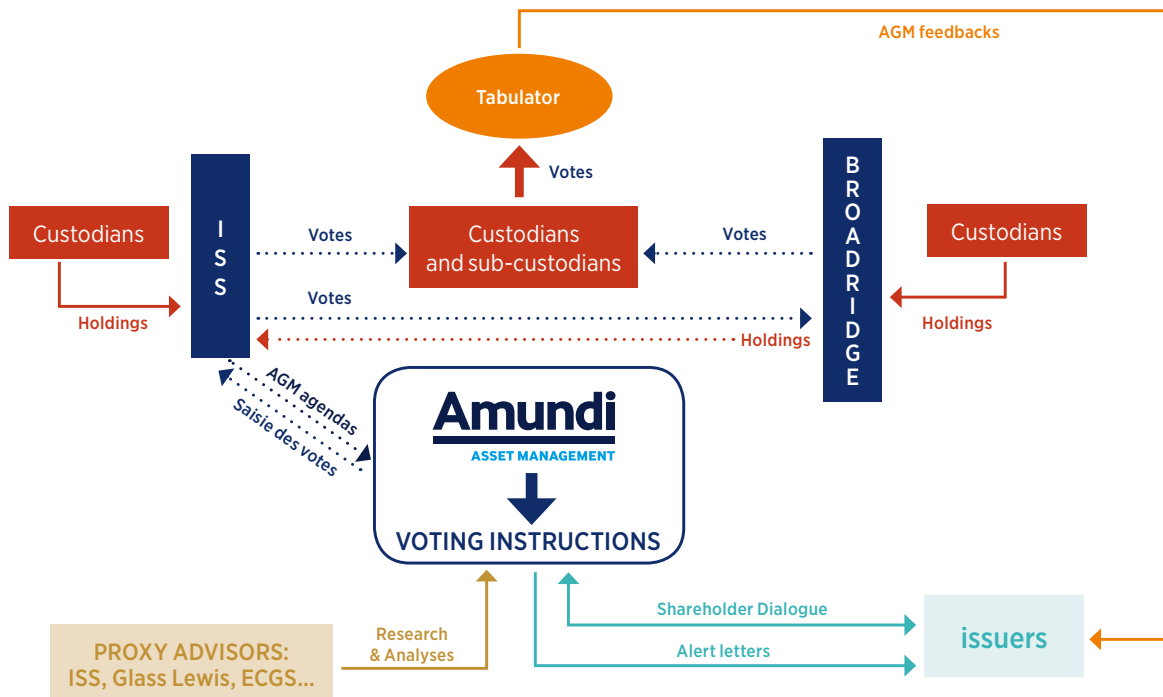 AGM feedbacks
Tabulator
Votes
Custodians
ISS
Votes
Custodians
and sub-custodians
Votes
BROADRIDGE
Custodians
Holdings
Votes
Holdings
Holdings
AGM agendas
Saisie des votes
Amundi
ASSET MANAGEMENT
VOTING INSTRUCTIONS
Shareholder Dialogue
Alert letters
issuers
Research
& Analyses
PROXY ADVISORS:
ISS, Glass Lewis, ECGS...